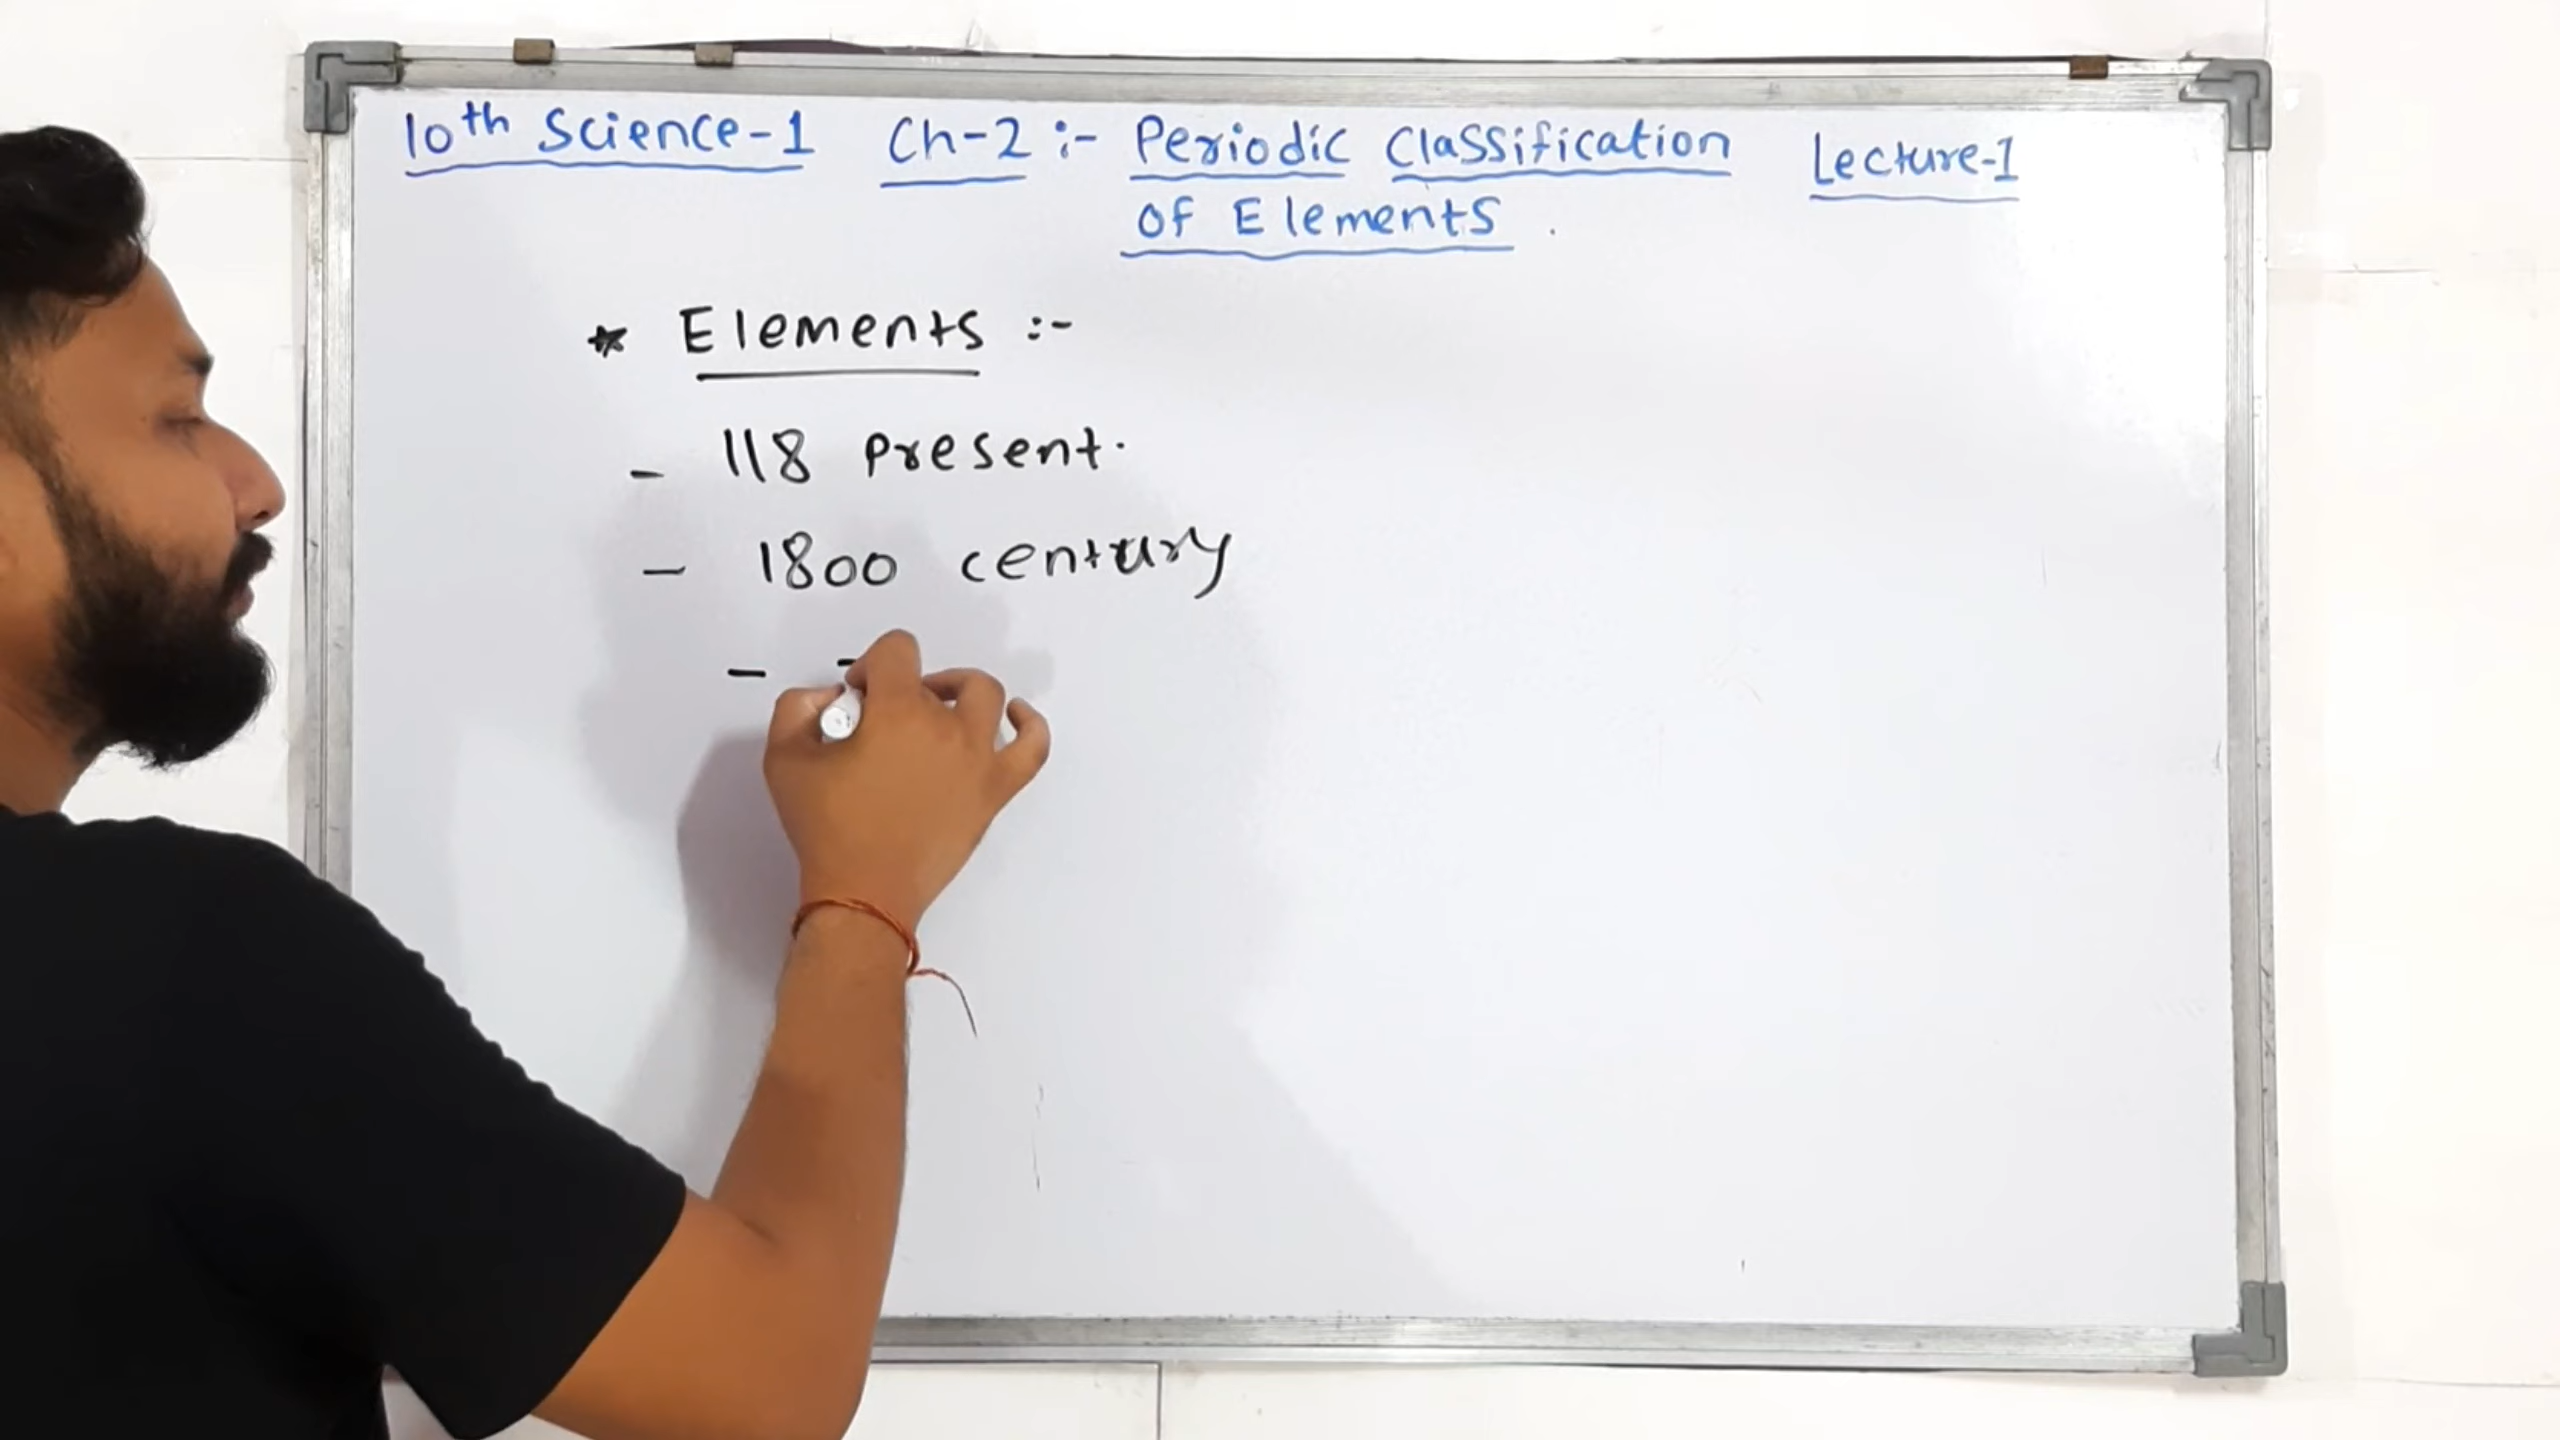 10th Science-1 Ch-2 :- Periodic Classification Lecture-1
of Elements .
* Elements :-
- 118 present.
- 1800 century
-